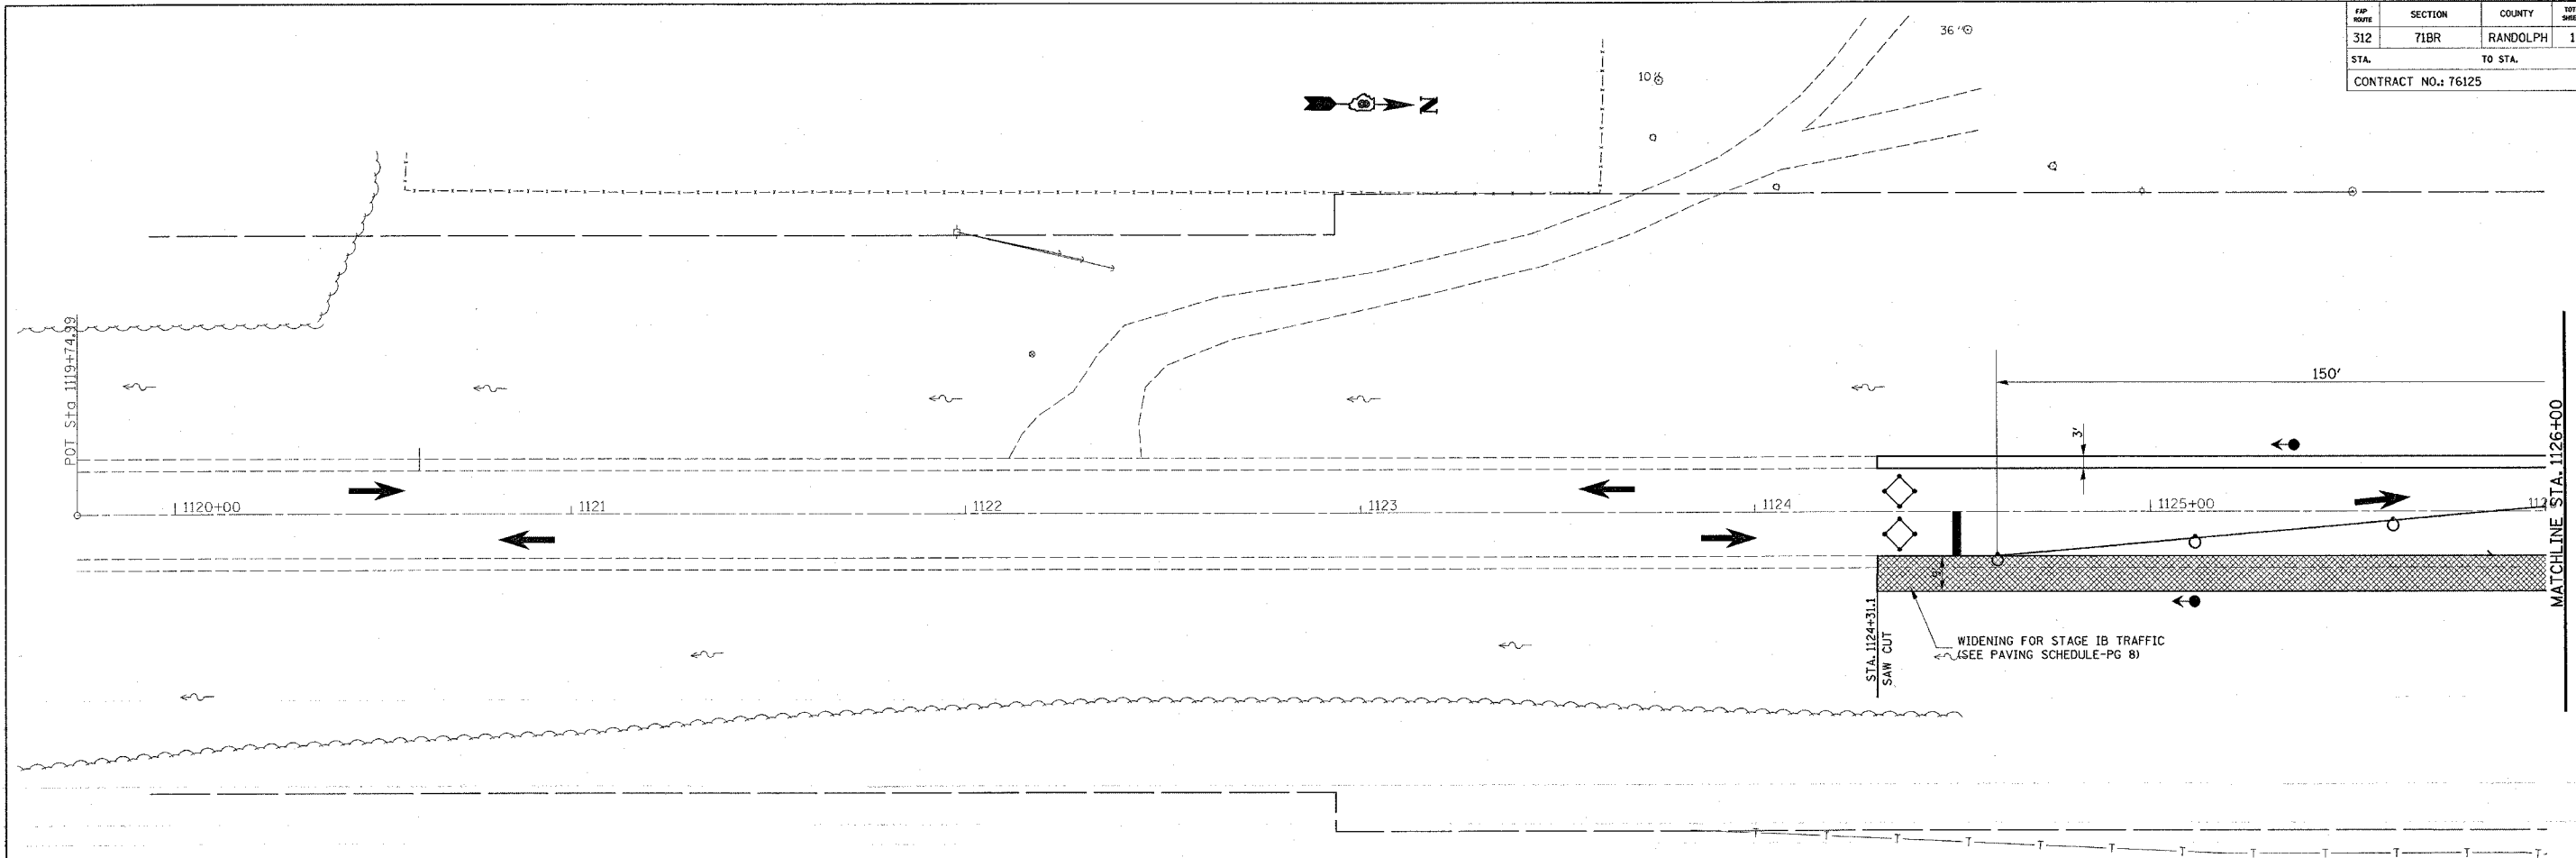 FAP ROUTE SECTION COUNTY
312 71BR RANDOLPH 1
STA. TO STA.
CONTRACT NO.: 76125
36"
10"
N
POT Sta 1119+74.99
150'
3'
1120+00 1121 1122 1123 1124 1125+00
MATCHLINE STA. 1126+00
9'
STA. 1124+31.1
SAW CUT
WIDENING FOR STAGE IB TRAFFIC
(SEE PAVING SCHEDULE-PG 8)
T T T T T T T T T T T T